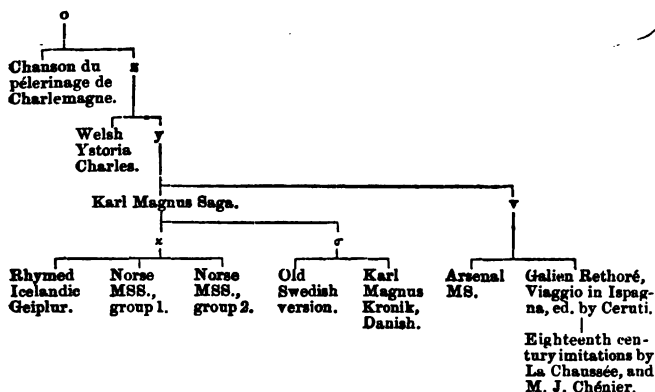 o
Chanson du
pélerinage de
Charlemagne.
z
Welsh
Ystoria
Charles.
y
Karl Magnus Saga.
v
x
σ
Rhymed
Icelandic
Geiplur.
Norse
MSS.,
group 1.
Norse
MSS.,
group 2.
Old
Swedish
version.
Karl
Magnus
Kronik,
Danish.
Arsenal
MS.
Galien Rethoré,
Viaggio in Ispag-
na, ed. by Ceruti.
Eighteenth cen-
tury imitations by
La Chaussée, and
M. J. Chénier.